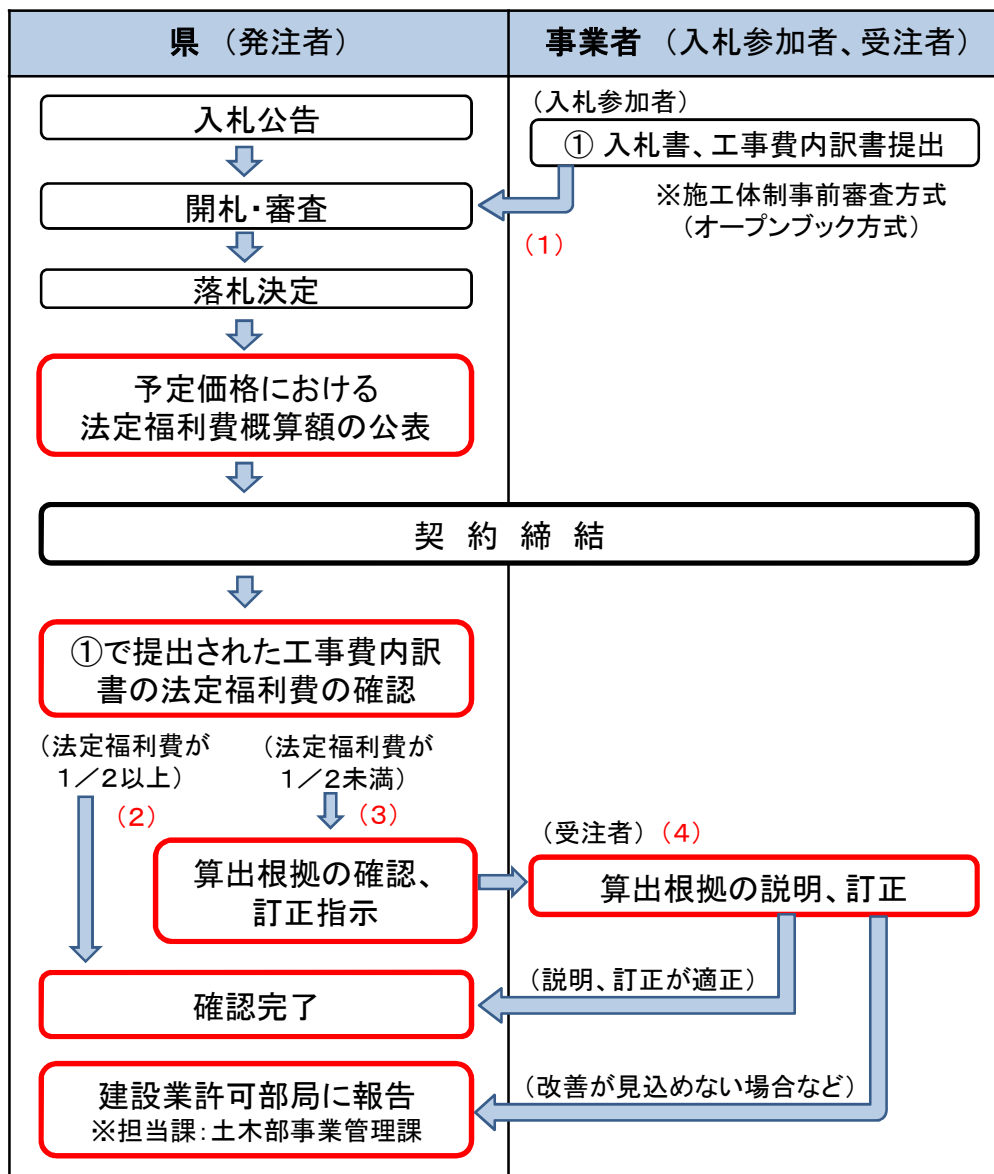 県 （発注者）
事業者 （入札参加者、受注者）
入札公告
（入札参加者）
① 入札書、工事費内訳書提出
開札・審査
※施工体制事前審査方式
（オープンブック方式）
（1）
落札決定
予定価格における
法定福利費概算額の公表
契 約 締 結
①で提出された工事費内訳
書の法定福利費の確認
（法定福利費が
1／2以上）
（2）
（法定福利費が
1／2未満）
（3）
算出根拠の確認、
訂正指示
（受注者）（4）
算出根拠の説明、訂正
（説明、訂正が適正）
確認完了
（改善が見込めない場合など）
建設業許可部局に報告
※担当課：土木部事業管理課